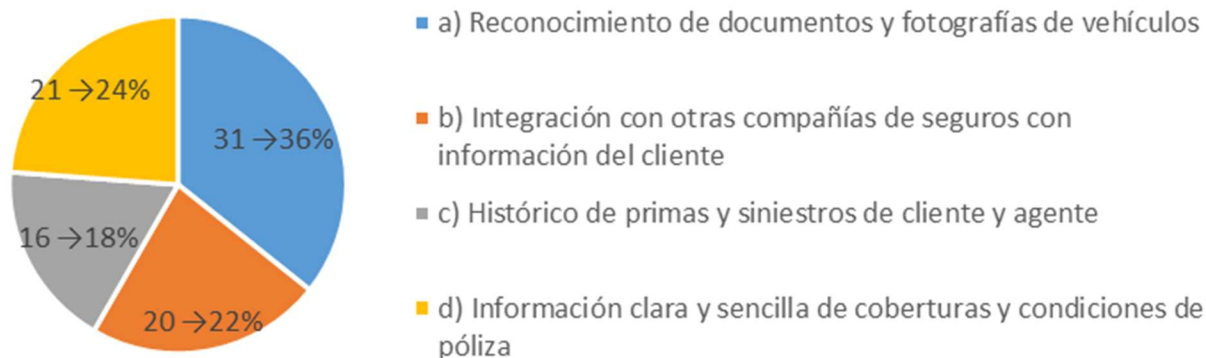 21 →24%
31 →36%
16 →18%
20 →22%
a) Reconocimiento de documentos y fotografías de vehículos
b) Integración con otras compañías de seguros con
información del cliente
c) Histórico de primas y siniestros de cliente y agente
d) Información clara y sencilla de coberturas y condiciones de
póliza